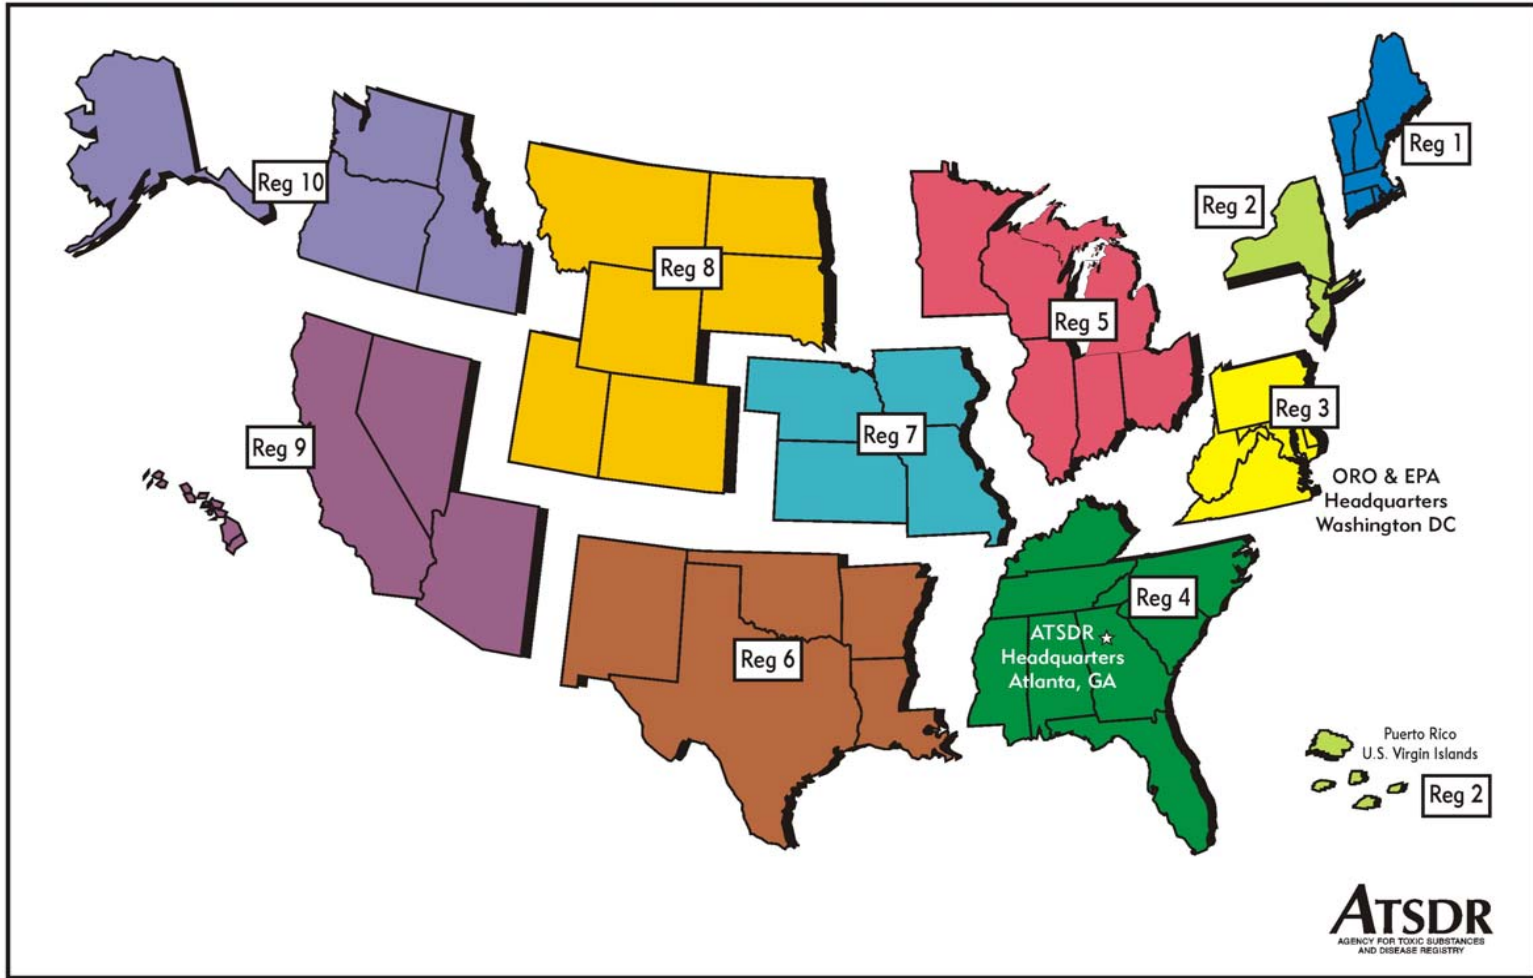 Reg 1
Reg 2
Reg 10
Reg 8
Reg 5
Reg 3
Reg 7
Reg 9
ORO & EPA
Headquarters
Washington DC
Reg 4
ATSDR
Headquarters
Atlanta, GA
Reg 6
Puerto Rico
U.S. Virgin Islands
Reg 2
ATSDR
AGENCY FOR TOXIC SUBSTANCES
AND DISEASE REGISTRY